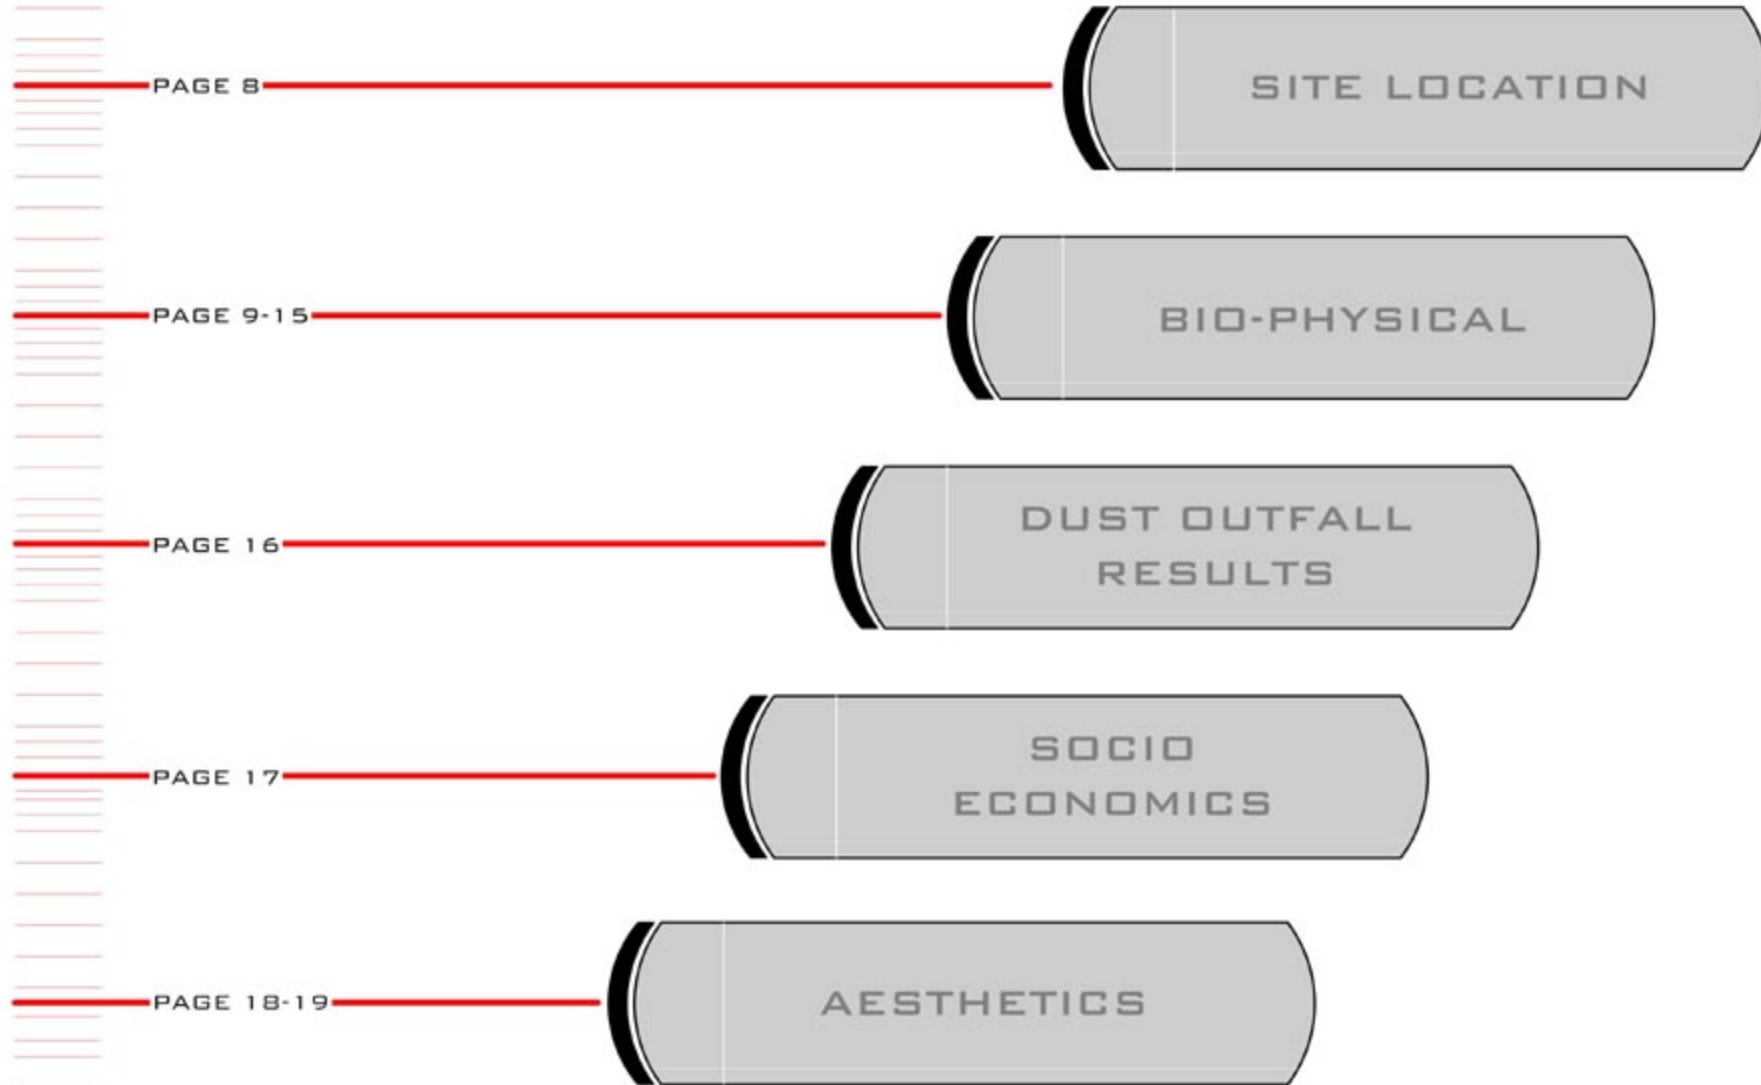 PAGE 8
SITE LOCATION
PAGE 9-15
BIO-PHYSICAL
PAGE 16
DUST OUTFALL
RESULTS
PAGE 17
SOCIO
ECONOMICS
PAGE 18-19
AESTHETICS